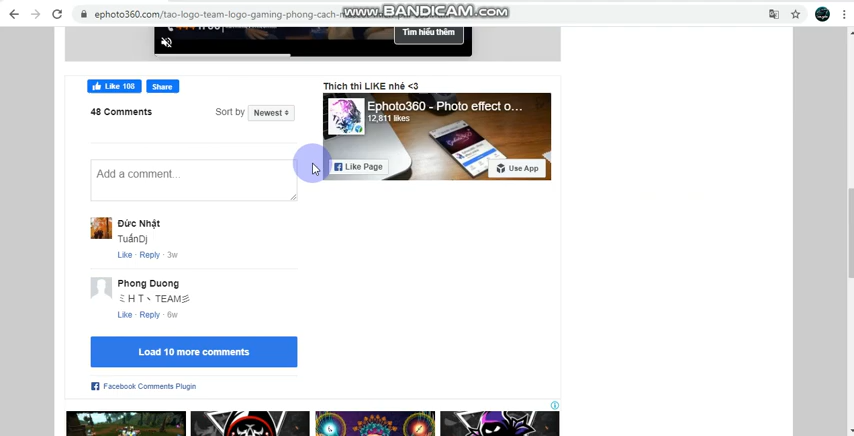 www.BANDICAM.com
ephoto360.com/tao-logo-team-logo-gaming-phong-cach-
Tìm hiểu thêm
Like 108
Share
Thích thì LIKE nhé <3
48 Comments
Sort by
Newest
Ephoto360 - Photo effect o…
12,811 likes
Like Page
Use App
Add a comment...
Đức Nhật
TuấnDj
Like · Reply · 3w
Phong Duong
ミＨＴ丶 TEAM彡
Like · Reply · 6w
Load 10 more comments
Facebook Comments Plugin